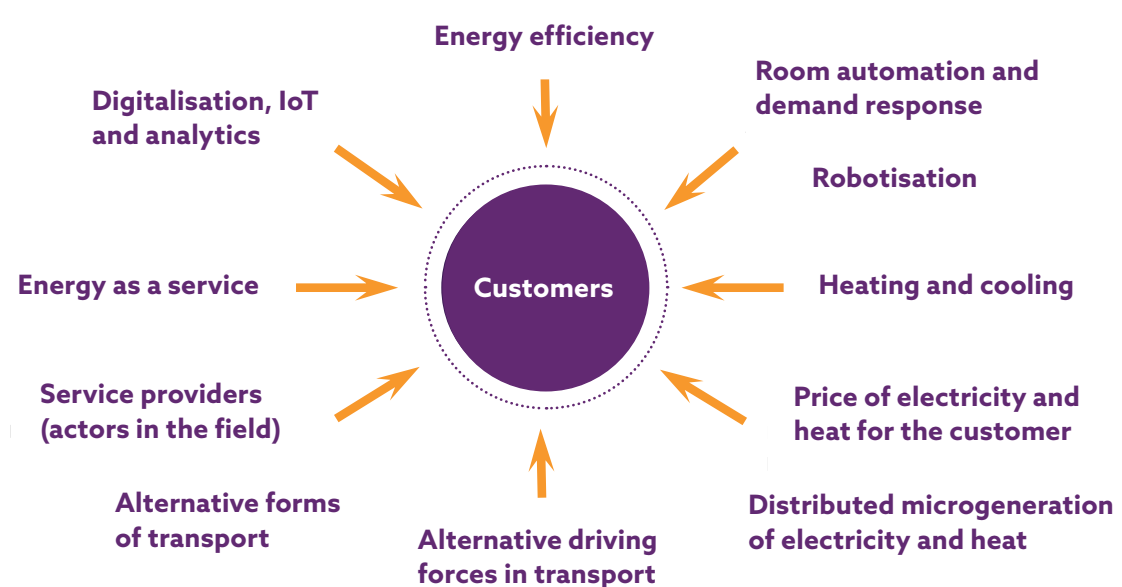 Energy efficiency
Room automation and
demand response
Digitalisation, IoT
and analytics
Robotisation
Energy as a service
Customers
Heating and cooling
Service providers
(actors in the field)
Price of electricity and
heat for the customer
Alternative forms
of transport
Distributed microgeneration
of electricity and heat
Alternative driving
forces in transport